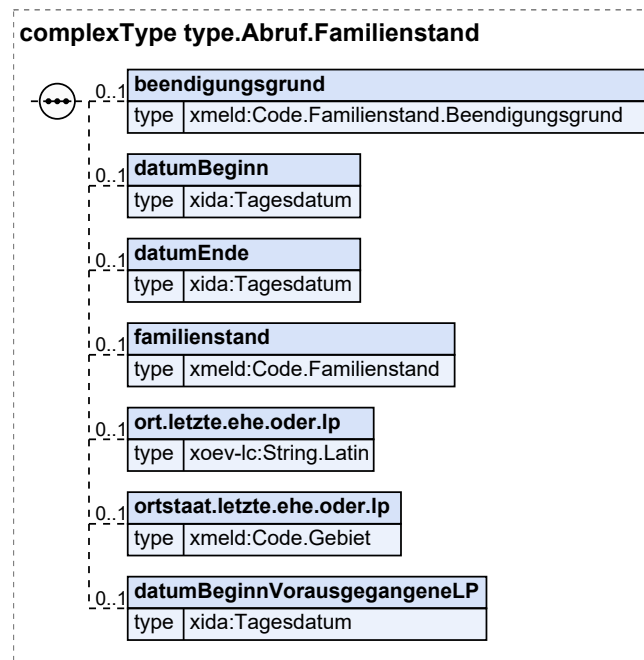 complexType type.Abruf.Familienstand
0..1 beendigungsgrund
type xmeld:Code.Familienstand.Beendigungsgrund
0..1 datumBeginn
type xida:Tagesdatum
0..1 datumEnde
type xida:Tagesdatum
0..1 familienstand
type xmeld:Code.Familienstand
0..1 ort.letzte.ehe.oder.lp
type xoev-lc:String.Latin
0..1 ortstaat.letzte.ehe.oder.lp
type xmeld:Code.Gebiet
0..1 datumBeginnVorausgegangeneLP
type xida:Tagesdatum